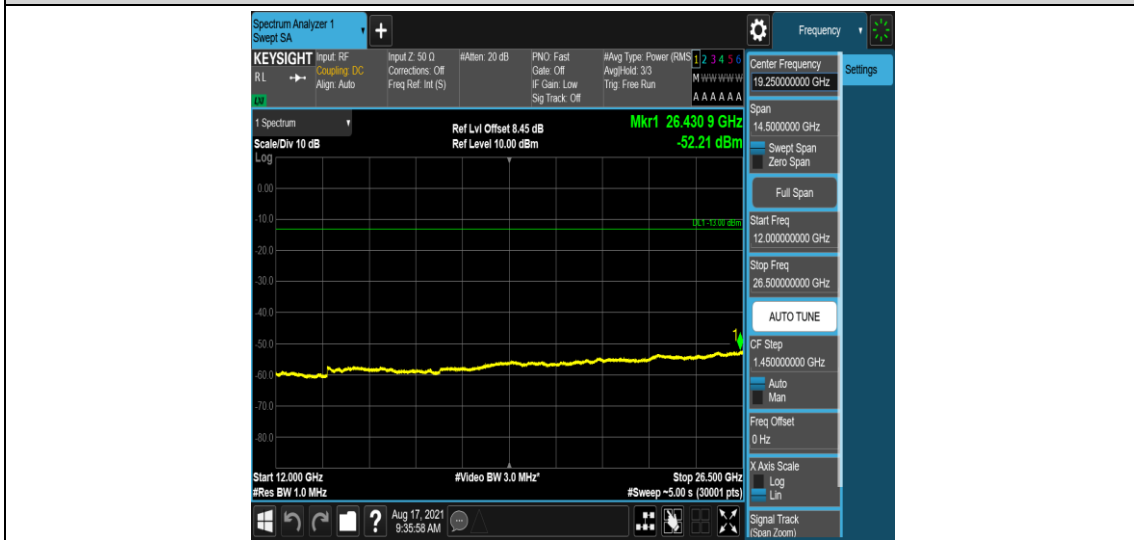 Spectrum Analyzer 1
Swept SA
+
Frequency
KEYSIGHT
RL
LXI
Input: RF
Coupling: DC
Align: Auto
Input Z: 50 Ω
Corrections: Off
Freq Ref: Int (S)
#Atten: 20 dB
PNO: Fast
Gate: Off
IF Gain: Low
Sig Track: Off
#Avg Type: Power (RMS
Avg|Hold: 3/3
Trig: Free Run
1 2 3 4 5 6
M W W W W W
A A A A A A
1 Spectrum
Scale/Div 10 dB
Log
Ref Lvl Offset 8.45 dB
Ref Level 10.00 dBm
Mkr1 26.430 9 GHz
-52.21 dBm
0.00
-10.0
DL1 -13.00 dBm
-20.0
-30.0
-40.0
1
-50.0
-60.0
-70.0
-80.0
Start 12.000 GHz
#Res BW 1.0 MHz
#Video BW 3.0 MHz*
Stop 26.500 GHz
#Sweep ~5.00 s (30001 pts)
?
Aug 17, 2021
9:35:58 AM
Center Frequency
19.250000000 GHz
Settings
Span
14.5000000 GHz
Swept Span
Zero Span
Full Span
Start Freq
12.000000000 GHz
Stop Freq
26.500000000 GHz
AUTO TUNE
CF Step
1.450000000 GHz
Auto
Man
Freq Offset
0 Hz
X Axis Scale
Log
Lin
Signal Track
(Span Zoom)